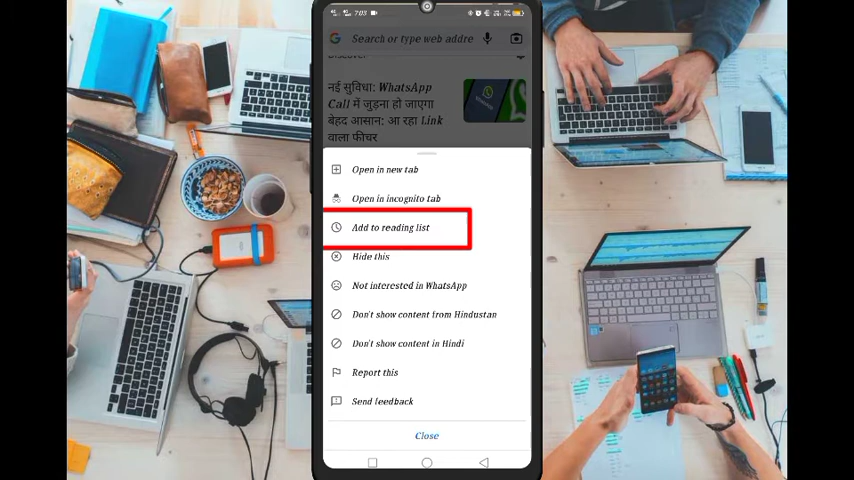 7:03
Search or type web addre
Discover
नई सुविधा: WhatsApp
Call में जुड़ना हो जाएगा
बेहद आसान: आ रहा Link
वाला फीचर
Open in new tab
Open in incognito tab
Add to reading list
Hide this
Not interested in WhatsApp
Don't show content from Hindustan
Don't show content in Hindi
Report this
Send feedback
Close